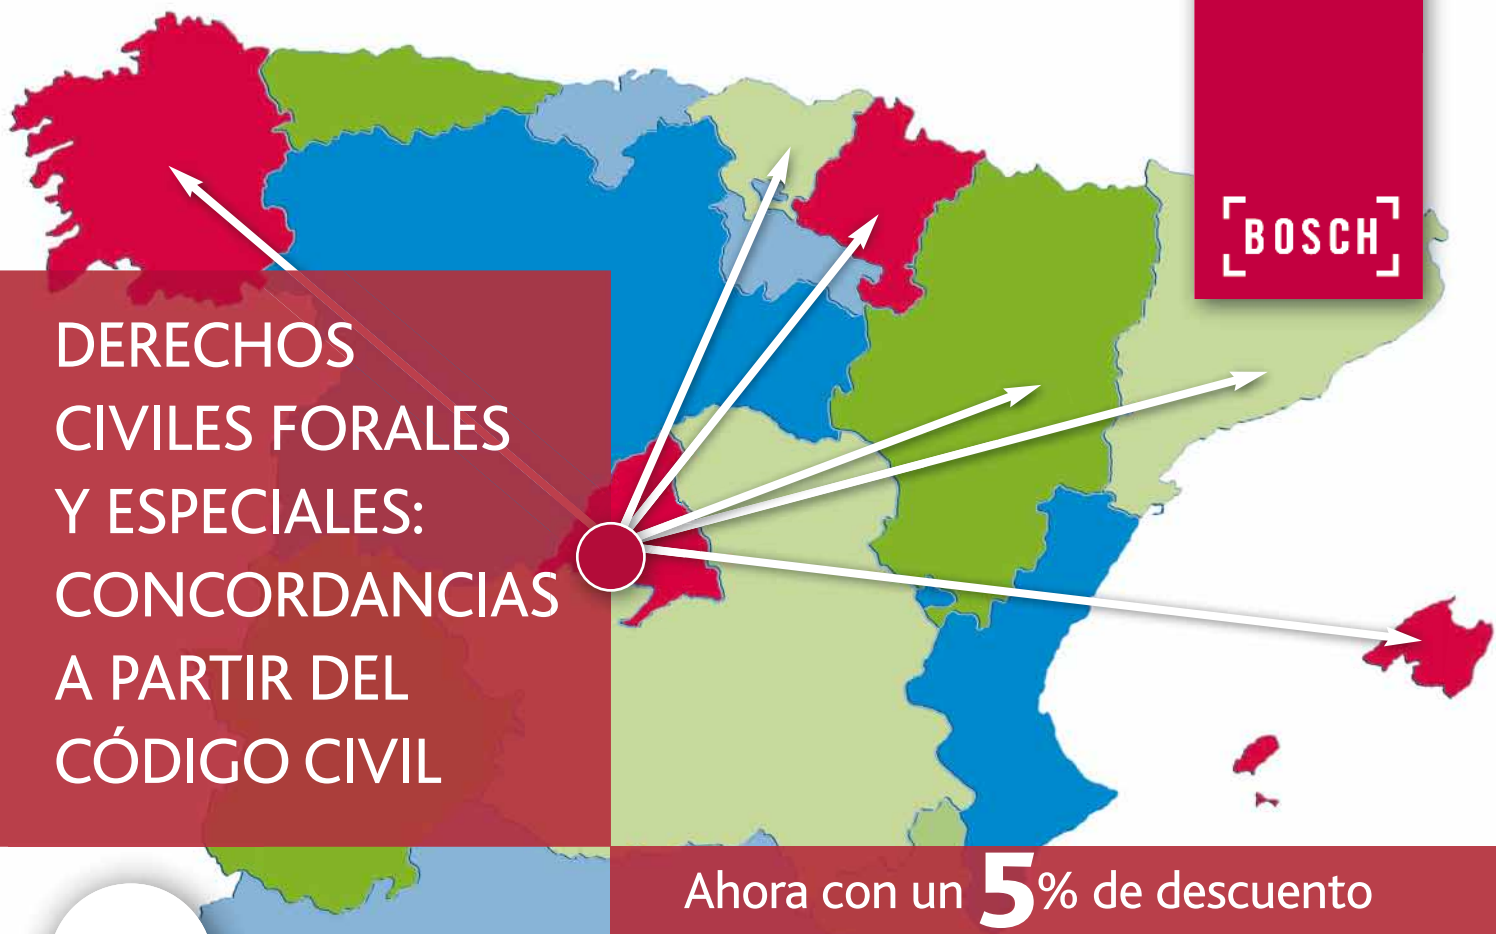 BOSCH
DERECHOS
CIVILES FORALES
Y ESPECIALES:
CONCORDANCIAS
A PARTIR DEL
CÓDIGO CIVIL
Ahora con un 5% de descuento